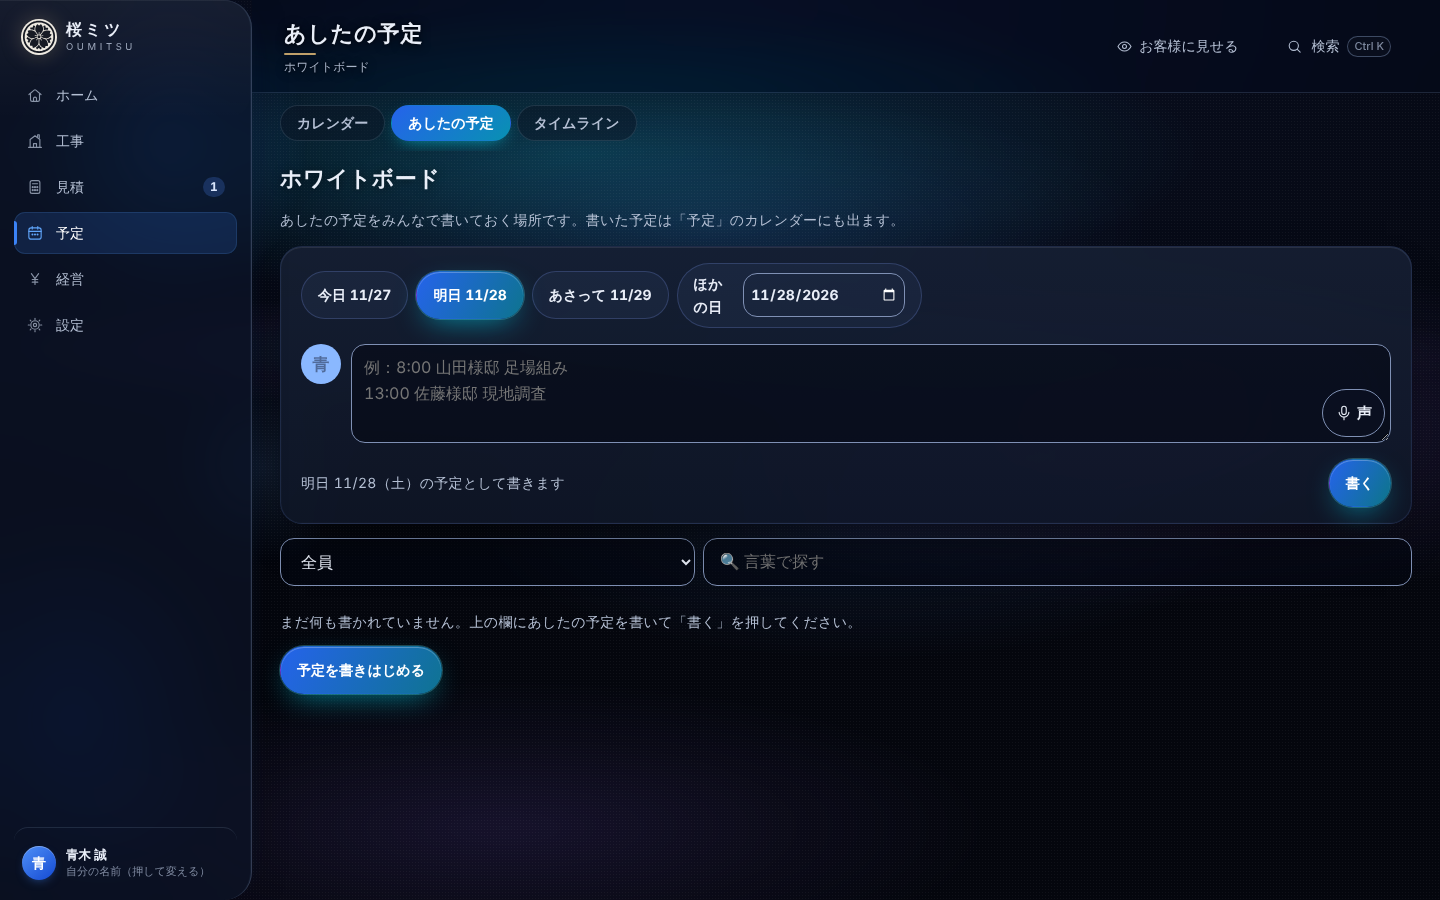 桜ミツ
OUMITSU
ホーム
工事
見積 1
予定
経営
設定
青 青木 誠
自分の名前（押して変える）
あしたの予定
ホワイトボード
お客様に見せる
検索 Ctrl K
カレンダー あしたの予定 タイムライン
ホワイトボード
あしたの予定をみんなで書いておく場所です。書いた予定は「予定」のカレンダーにも出ます。
今日 11/27 明日 11/28 あさって 11/29 ほかの日 11/28/2026
青
例：8:00 山田様邸 足場組み
13:00 佐藤様邸 現地調査
声
明日 11/28（土）の予定として書きます
書く
全員
🔍 言葉で探す
まだ何も書かれていません。上の欄にあしたの予定を書いて「書く」を押してください。
予定を書きはじめる